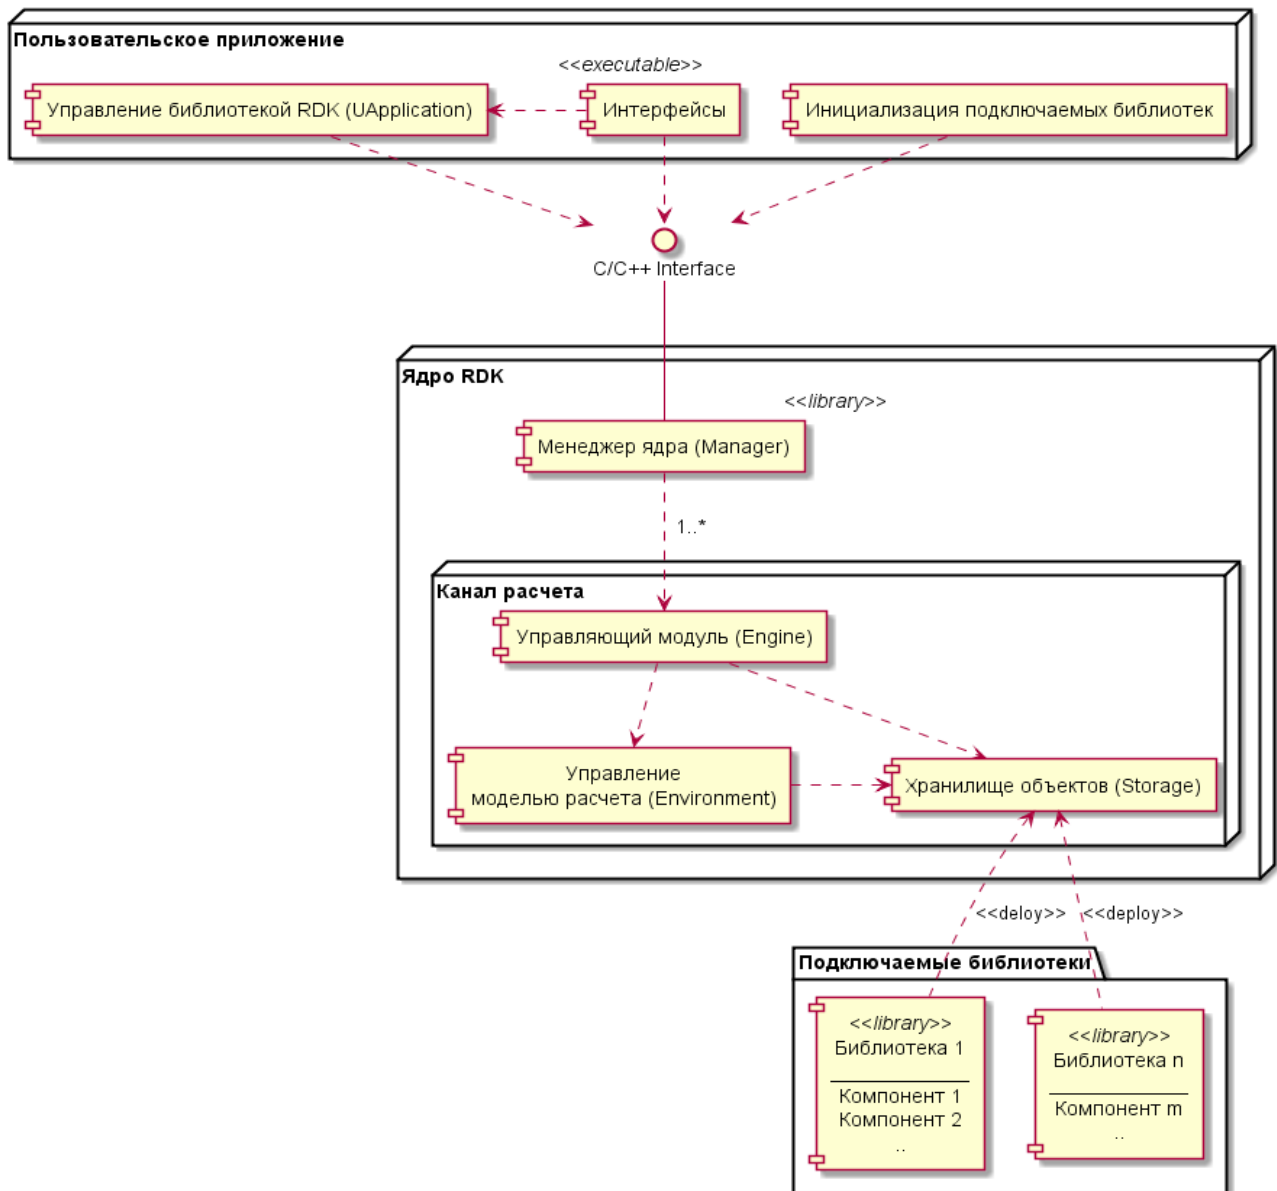 Пользовательское приложение
<<executable>>
Управление библиотекой RDK (UApplication)
Интерфейсы
Инициализация подключаемых библиотек
C/C++ Interface
Ядро RDK
<<library>>
Менеджер ядра (Manager)
1..*
Канал расчета
Управляющий модуль (Engine)
Управление
моделью расчета (Environment)
Хранилище объектов (Storage)
<<deloy>>
<<deploy>>
Подключаемые библиотеки
<<library>>
Библиотека 1
Компонент 1
Компонент 2
..
<<library>>
Библиотека n
Компонент m
..